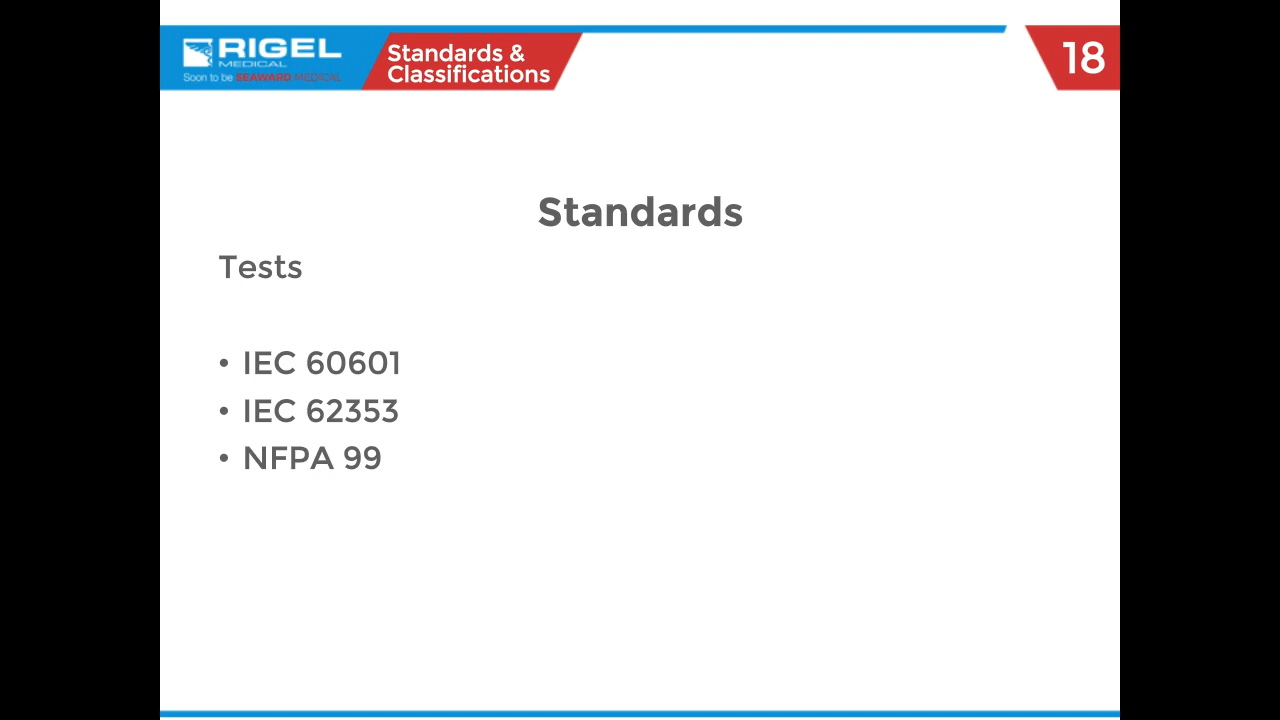 RIGEL
MEDICAL
Soon to be SEAWARD MEDICAL
Standards &
Classifications
18
Standards
Tests
• IEC 60601
• IEC 62353
• NFPA 99